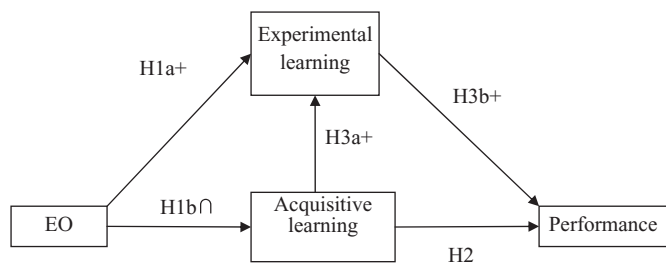 Experimental
learning
H1a+
H3b+
H3a+
EO
H1b∩
Acquisitive
learning
H2
Performance